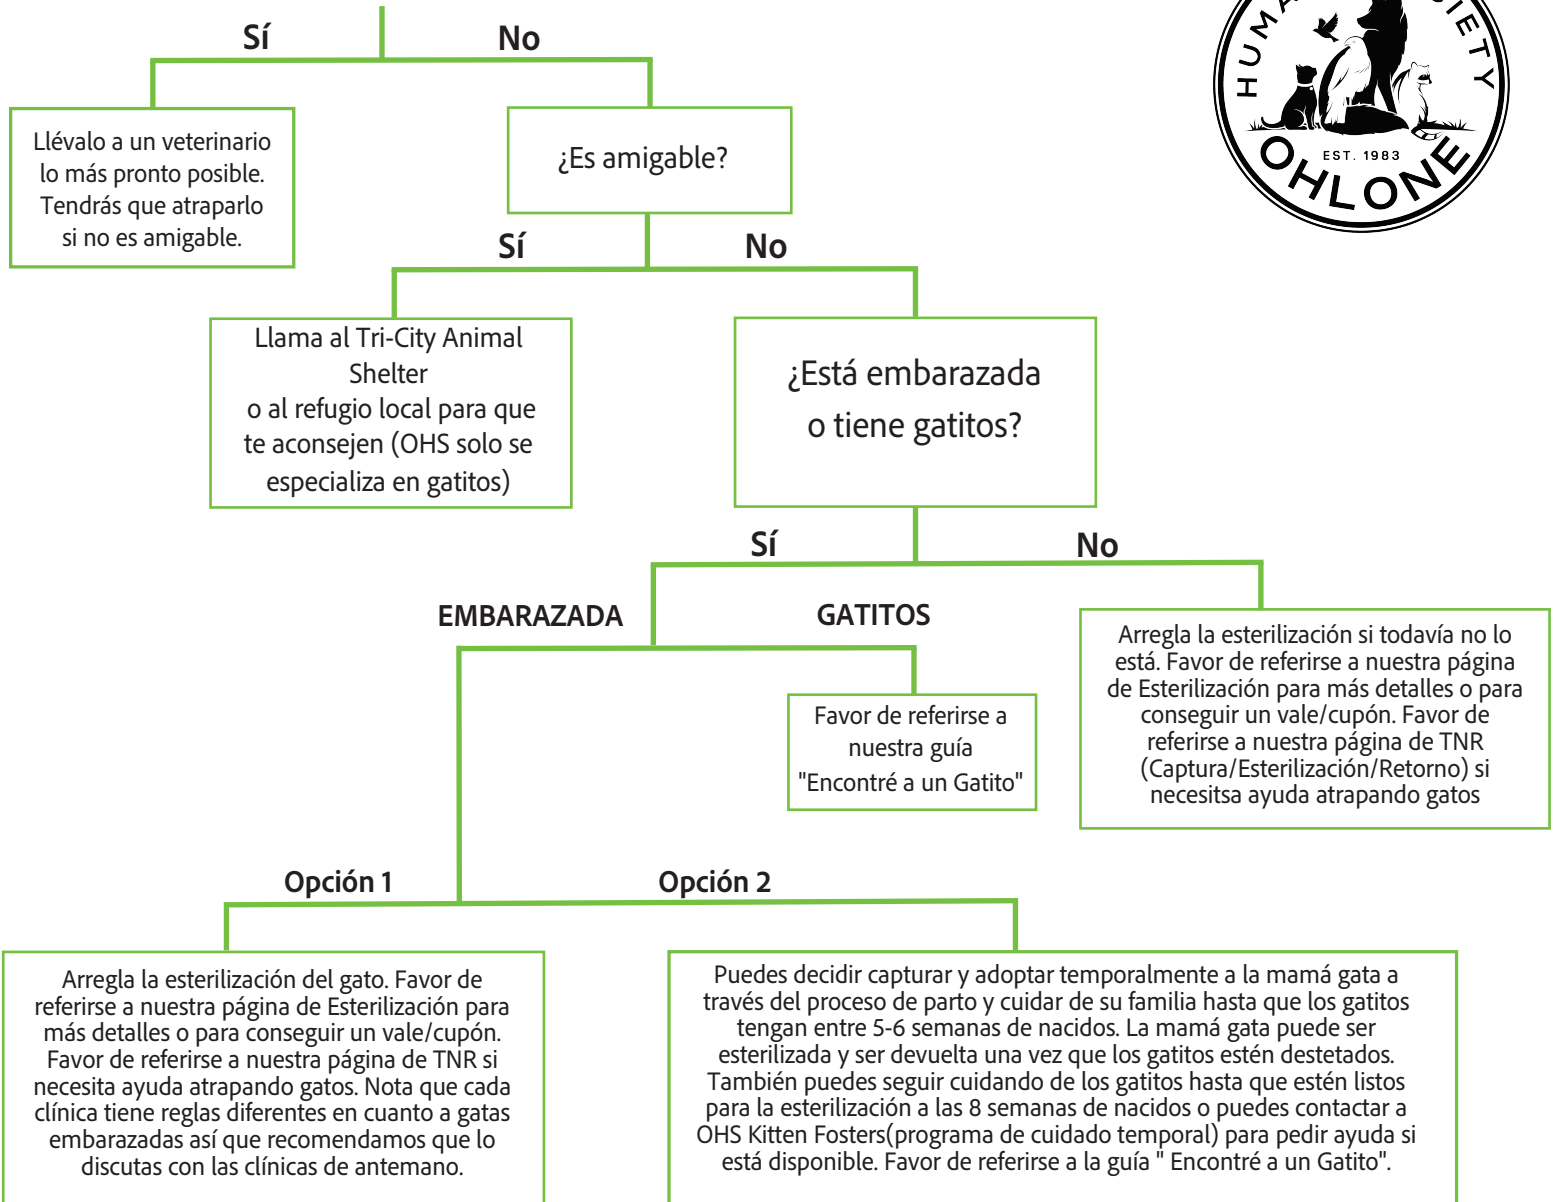 Sí
No
HUMA
IETY
EST. 1983
OHLONE
Llévalo a un veterinario
lo más pronto posible.
Tendrás que atraparlo
si no es amigable.
¿Es amigable?
Sí
No
Llama al Tri-City Animal
Shelter
o al refugio local para que
te aconsejen (OHS solo se
especializa en gatitos)
¿Está embarazada
o tiene gatitos?
Sí
No
EMBARAZADA
GATITOS
Favor de referirse a
nuestra guía
"Encontré a un Gatito"
Arregla la esterilización si todavía no lo
está. Favor de referirse a nuestra página
de Esterilización para más detalles o para
conseguir un vale/cupón. Favor de
referirse a nuestra página de TNR
(Captura/Esterilización/Retorno) si
necesitsa ayuda atrapando gatos
Opción 1
Opción 2
Arregla la esterilización del gato. Favor de
referirse a nuestra página de Esterilización para
más detalles o para conseguir un vale/cupón.
Favor de referirse a nuestra página de TNR si
necesita ayuda atrapando gatos. Nota que cada
clínica tiene reglas diferentes en cuanto a gatas
embarazadas así que recomendamos que lo
discutas con las clínicas de antemano.
Puedes decidir capturar y adoptar temporalmente a la mamá gata a
través del proceso de parto y cuidar de su familia hasta que los gatitos
tengan entre 5-6 semanas de nacidos. La mamá gata puede ser
esterilizada y ser devuelta una vez que los gatitos estén destetados.
También puedes seguir cuidando de los gatitos hasta que estén listos
para la esterilización a las 8 semanas de nacidos o puedes contactar a
OHS Kitten Fosters(programa de cuidado temporal) para pedir ayuda si
está disponible. Favor de referirse a la guía " Encontré a un Gatito".